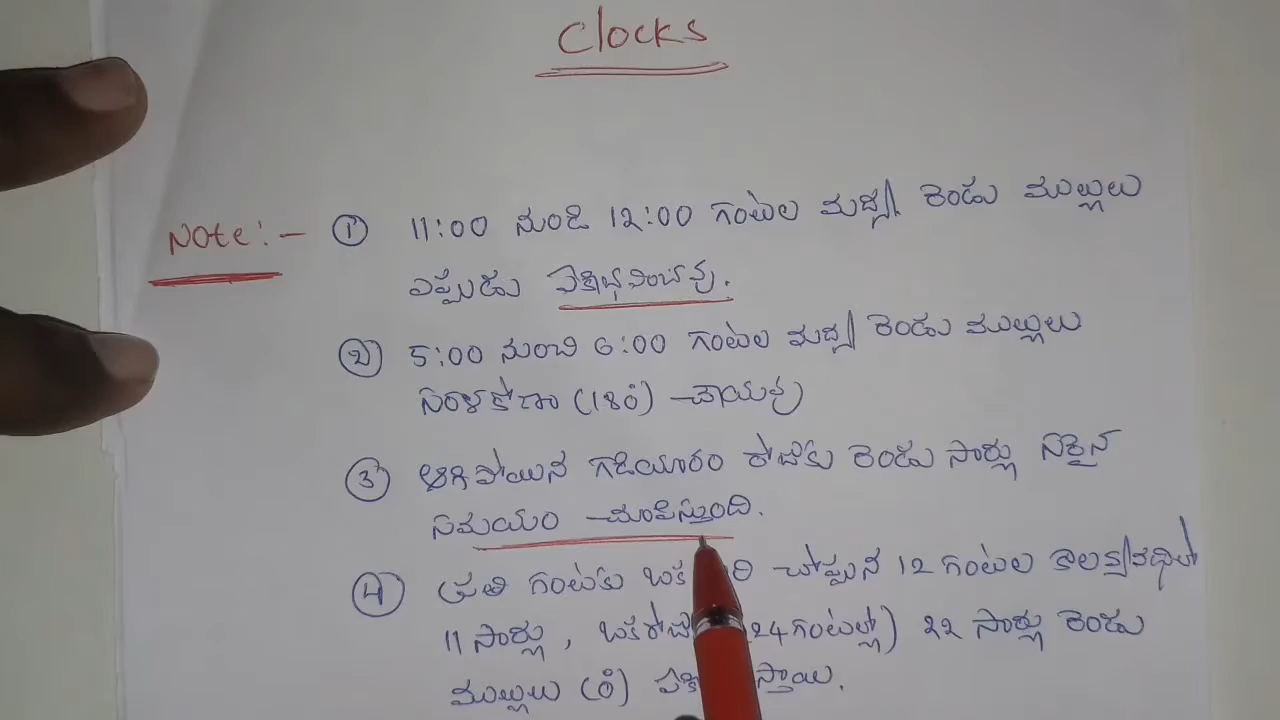 Clocks
Note:- ① 11:00 నుండి 12:00 గంటల మధ్య రెండు ముల్లులు
ఎప్పుడు ఏకీభవించవు.
② 5:00 నుంచి 6:00 గంటల మధ్య రెండు ముల్లులు
సరళకోణం (180°) చేయవు
③ ఆగిపోయిన గడియారం రోజుకు రెండు సార్లు సరైన
సమయం చూపిస్తుంది.
④ ప్రతి గంటకు ఒక చొప్పున 12 గంటల కాలవ్యవధిలో
11 సార్లు, ఒకరోజు (24 గంటల్లో) 22 సార్లు రెండు
ముల్లులు (0°)